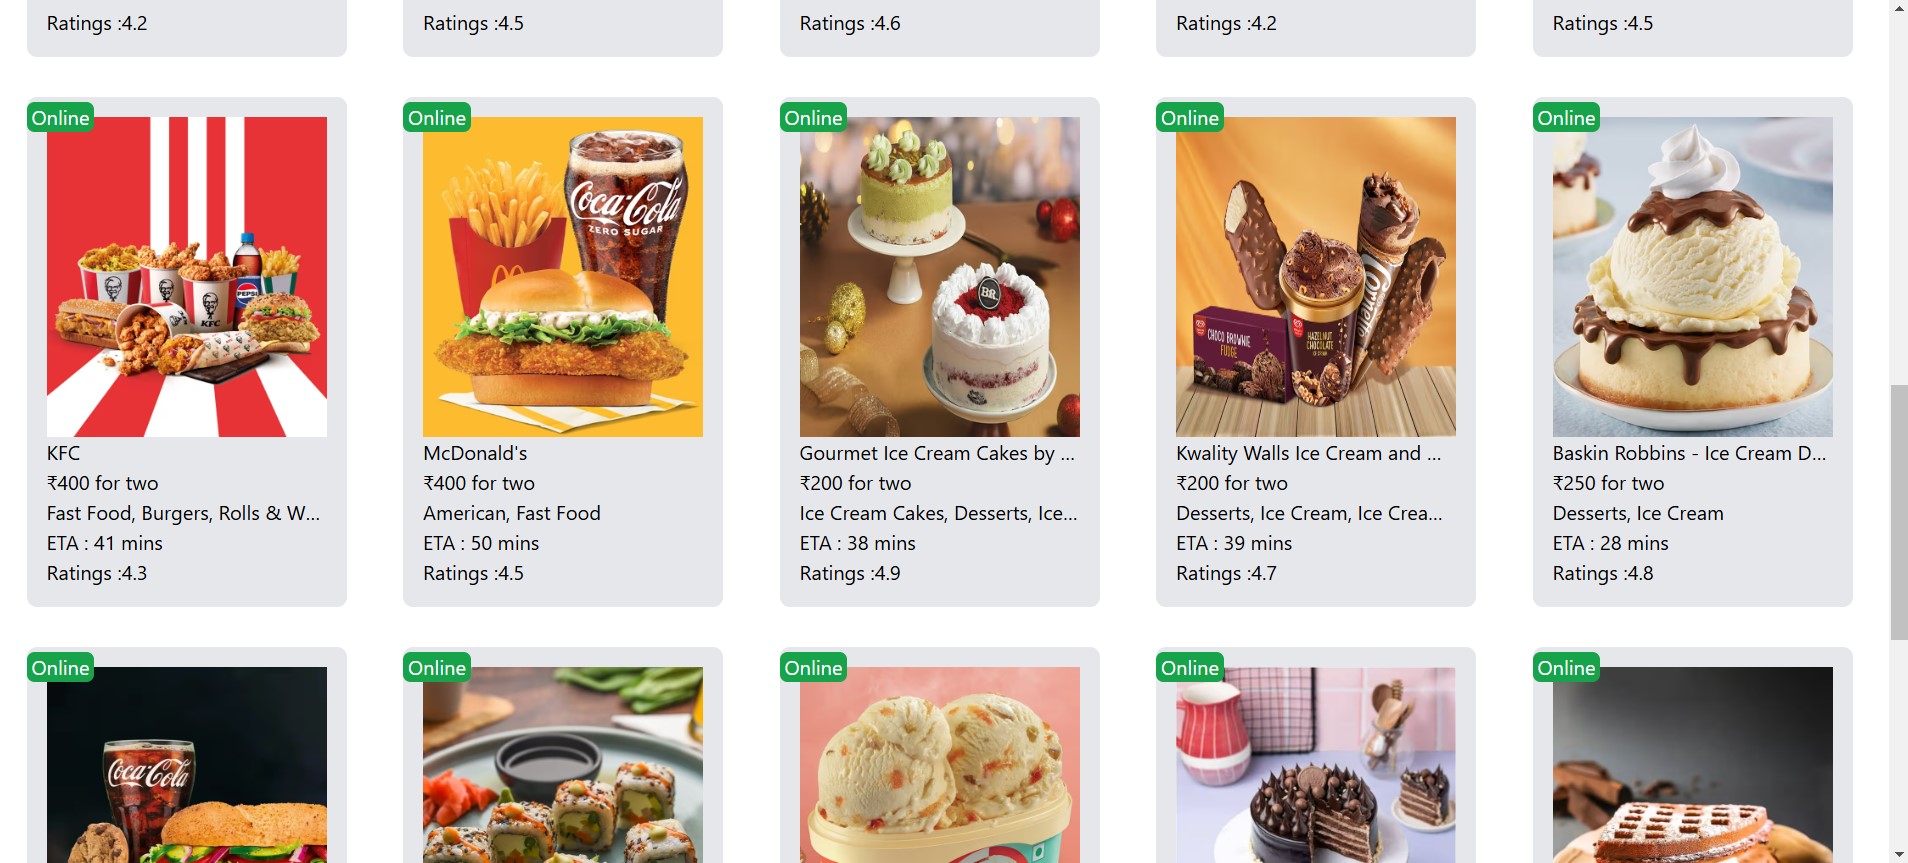 Ratings :4.2
Ratings :4.5
Ratings :4.6
Ratings :4.2
Ratings :4.5
Online
KFC
PEPSI
KFC
₹400 for two
Fast Food, Burgers, Rolls & W...
ETA : 41 mins
Ratings :4.3
Online
Coca-Cola
ZERO SUGAR
McDonald's
₹400 for two
American, Fast Food
ETA : 50 mins
Ratings :4.5
Online
Gourmet Ice Cream Cakes by ...
₹200 for two
Ice Cream Cakes, Desserts, Ice...
ETA : 38 mins
Ratings :4.9
Online
CHOCO BROWNIE
FUDGE
HAZELNUT
CHOCOLATE
Kwality Walls Ice Cream and ...
₹200 for two
Desserts, Ice Cream, Ice Crea...
ETA : 39 mins
Ratings :4.7
Online
Baskin Robbins - Ice Cream D...
₹250 for two
Desserts, Ice Cream
ETA : 28 mins
Ratings :4.8
Online
Coca-Cola
Online
Online
Online
Online